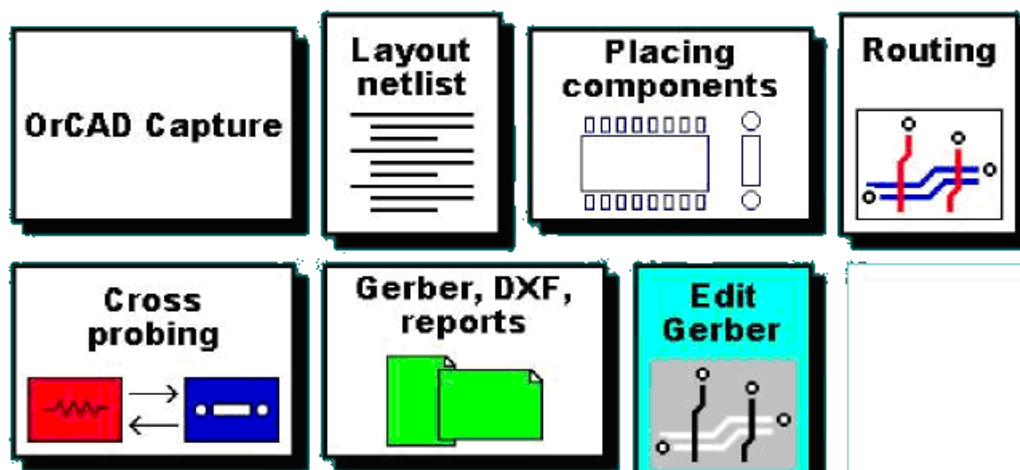 OrCAD Capture
Layout
netlist
Placing
components
Routing
Cross
probing
Gerber, DXF,
reports
Edit
Gerber